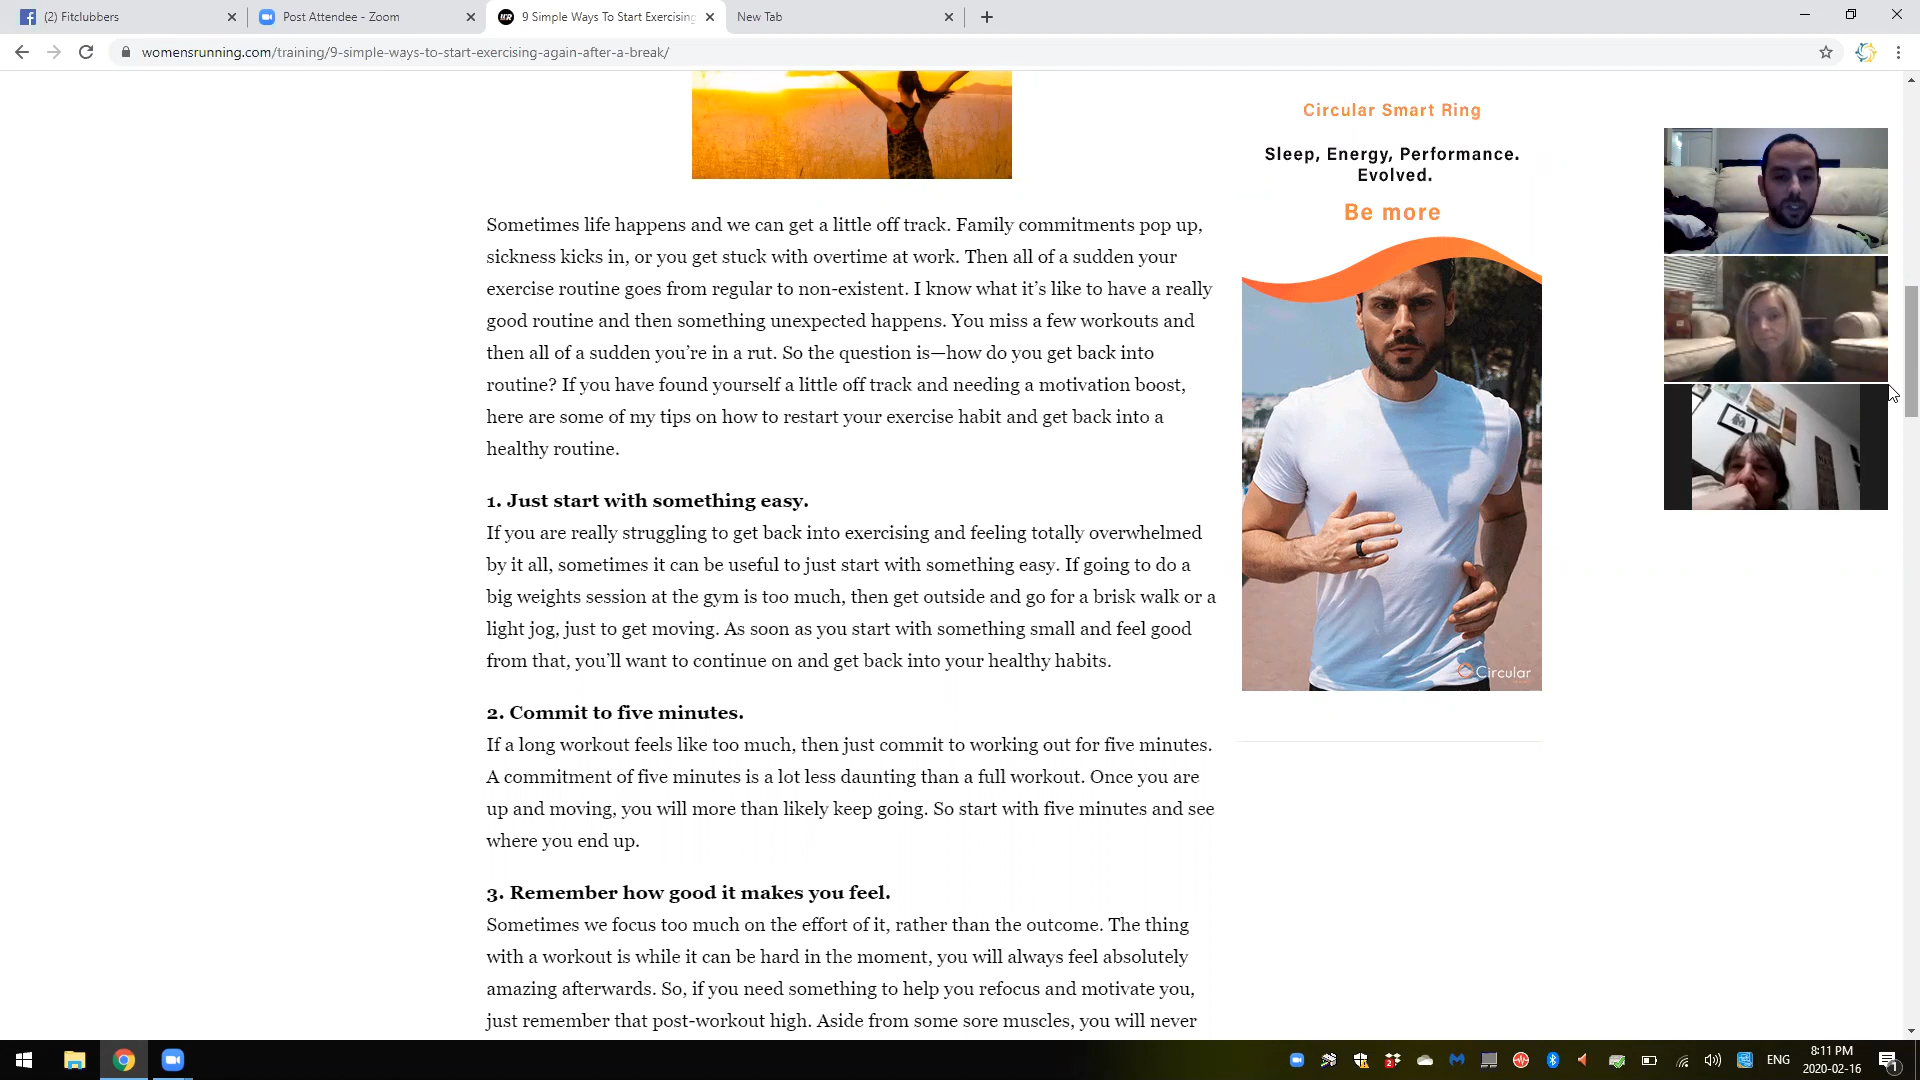 (2) Fitclubbers
Post Attendee - Zoom
9 Simple Ways To Start Exercising
New Tab
womensrunning.com/training/9-simple-ways-to-start-exercising-again-after-a-break/
Circular Smart Ring
Sleep, Energy, Performance.
Evolved.
Be more
Circular
Sometimes life happens and we can get a little off track. Family commitments pop up,
sickness kicks in, or you get stuck with overtime at work. Then all of a sudden your
exercise routine goes from regular to non-existent. I know what it’s like to have a really
good routine and then something unexpected happens. You miss a few workouts and
then all of a sudden you’re in a rut. So the question is—how do you get back into
routine? If you have found yourself a little off track and needing a motivation boost,
here are some of my tips on how to restart your exercise habit and get back into a
healthy routine.
1. Just start with something easy.
If you are really struggling to get back into exercising and feeling totally overwhelmed
by it all, sometimes it can be useful to just start with something easy. If going to do a
big weights session at the gym is too much, then get outside and go for a brisk walk or a
light jog, just to get moving. As soon as you start with something small and feel good
from that, you’ll want to continue on and get back into your healthy habits.
2. Commit to five minutes.
If a long workout feels like too much, then just commit to working out for five minutes.
A commitment of five minutes is a lot less daunting than a full workout. Once you are
up and moving, you will more than likely keep going. So start with five minutes and see
where you end up.
3. Remember how good it makes you feel.
Sometimes we focus too much on the effort of it, rather than the outcome. The thing
with a workout is while it can be hard in the moment, you will always feel absolutely
amazing afterwards. So, if you need something to help you refocus and motivate you,
just remember that post-workout high. Aside from some sore muscles, you will never
ENG
8:11 PM
2020-02-16